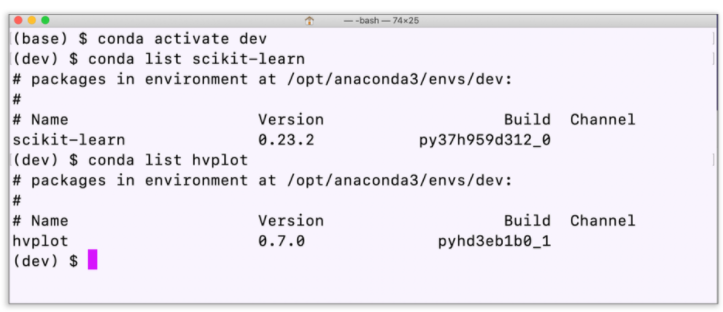 — -bash — 74×25
(base) $ conda activate dev
(dev) $ conda list scikit-learn
# packages in environment at /opt/anaconda3/envs/dev:
#
# Name                    Version                   Build  Channel
scikit-learn              0.23.2           py37h959d312_0
(dev) $ conda list hvplot
# packages in environment at /opt/anaconda3/envs/dev:
#
# Name                    Version                   Build  Channel
hvplot                    0.7.0              pyhd3eb1b0_1
(dev) $